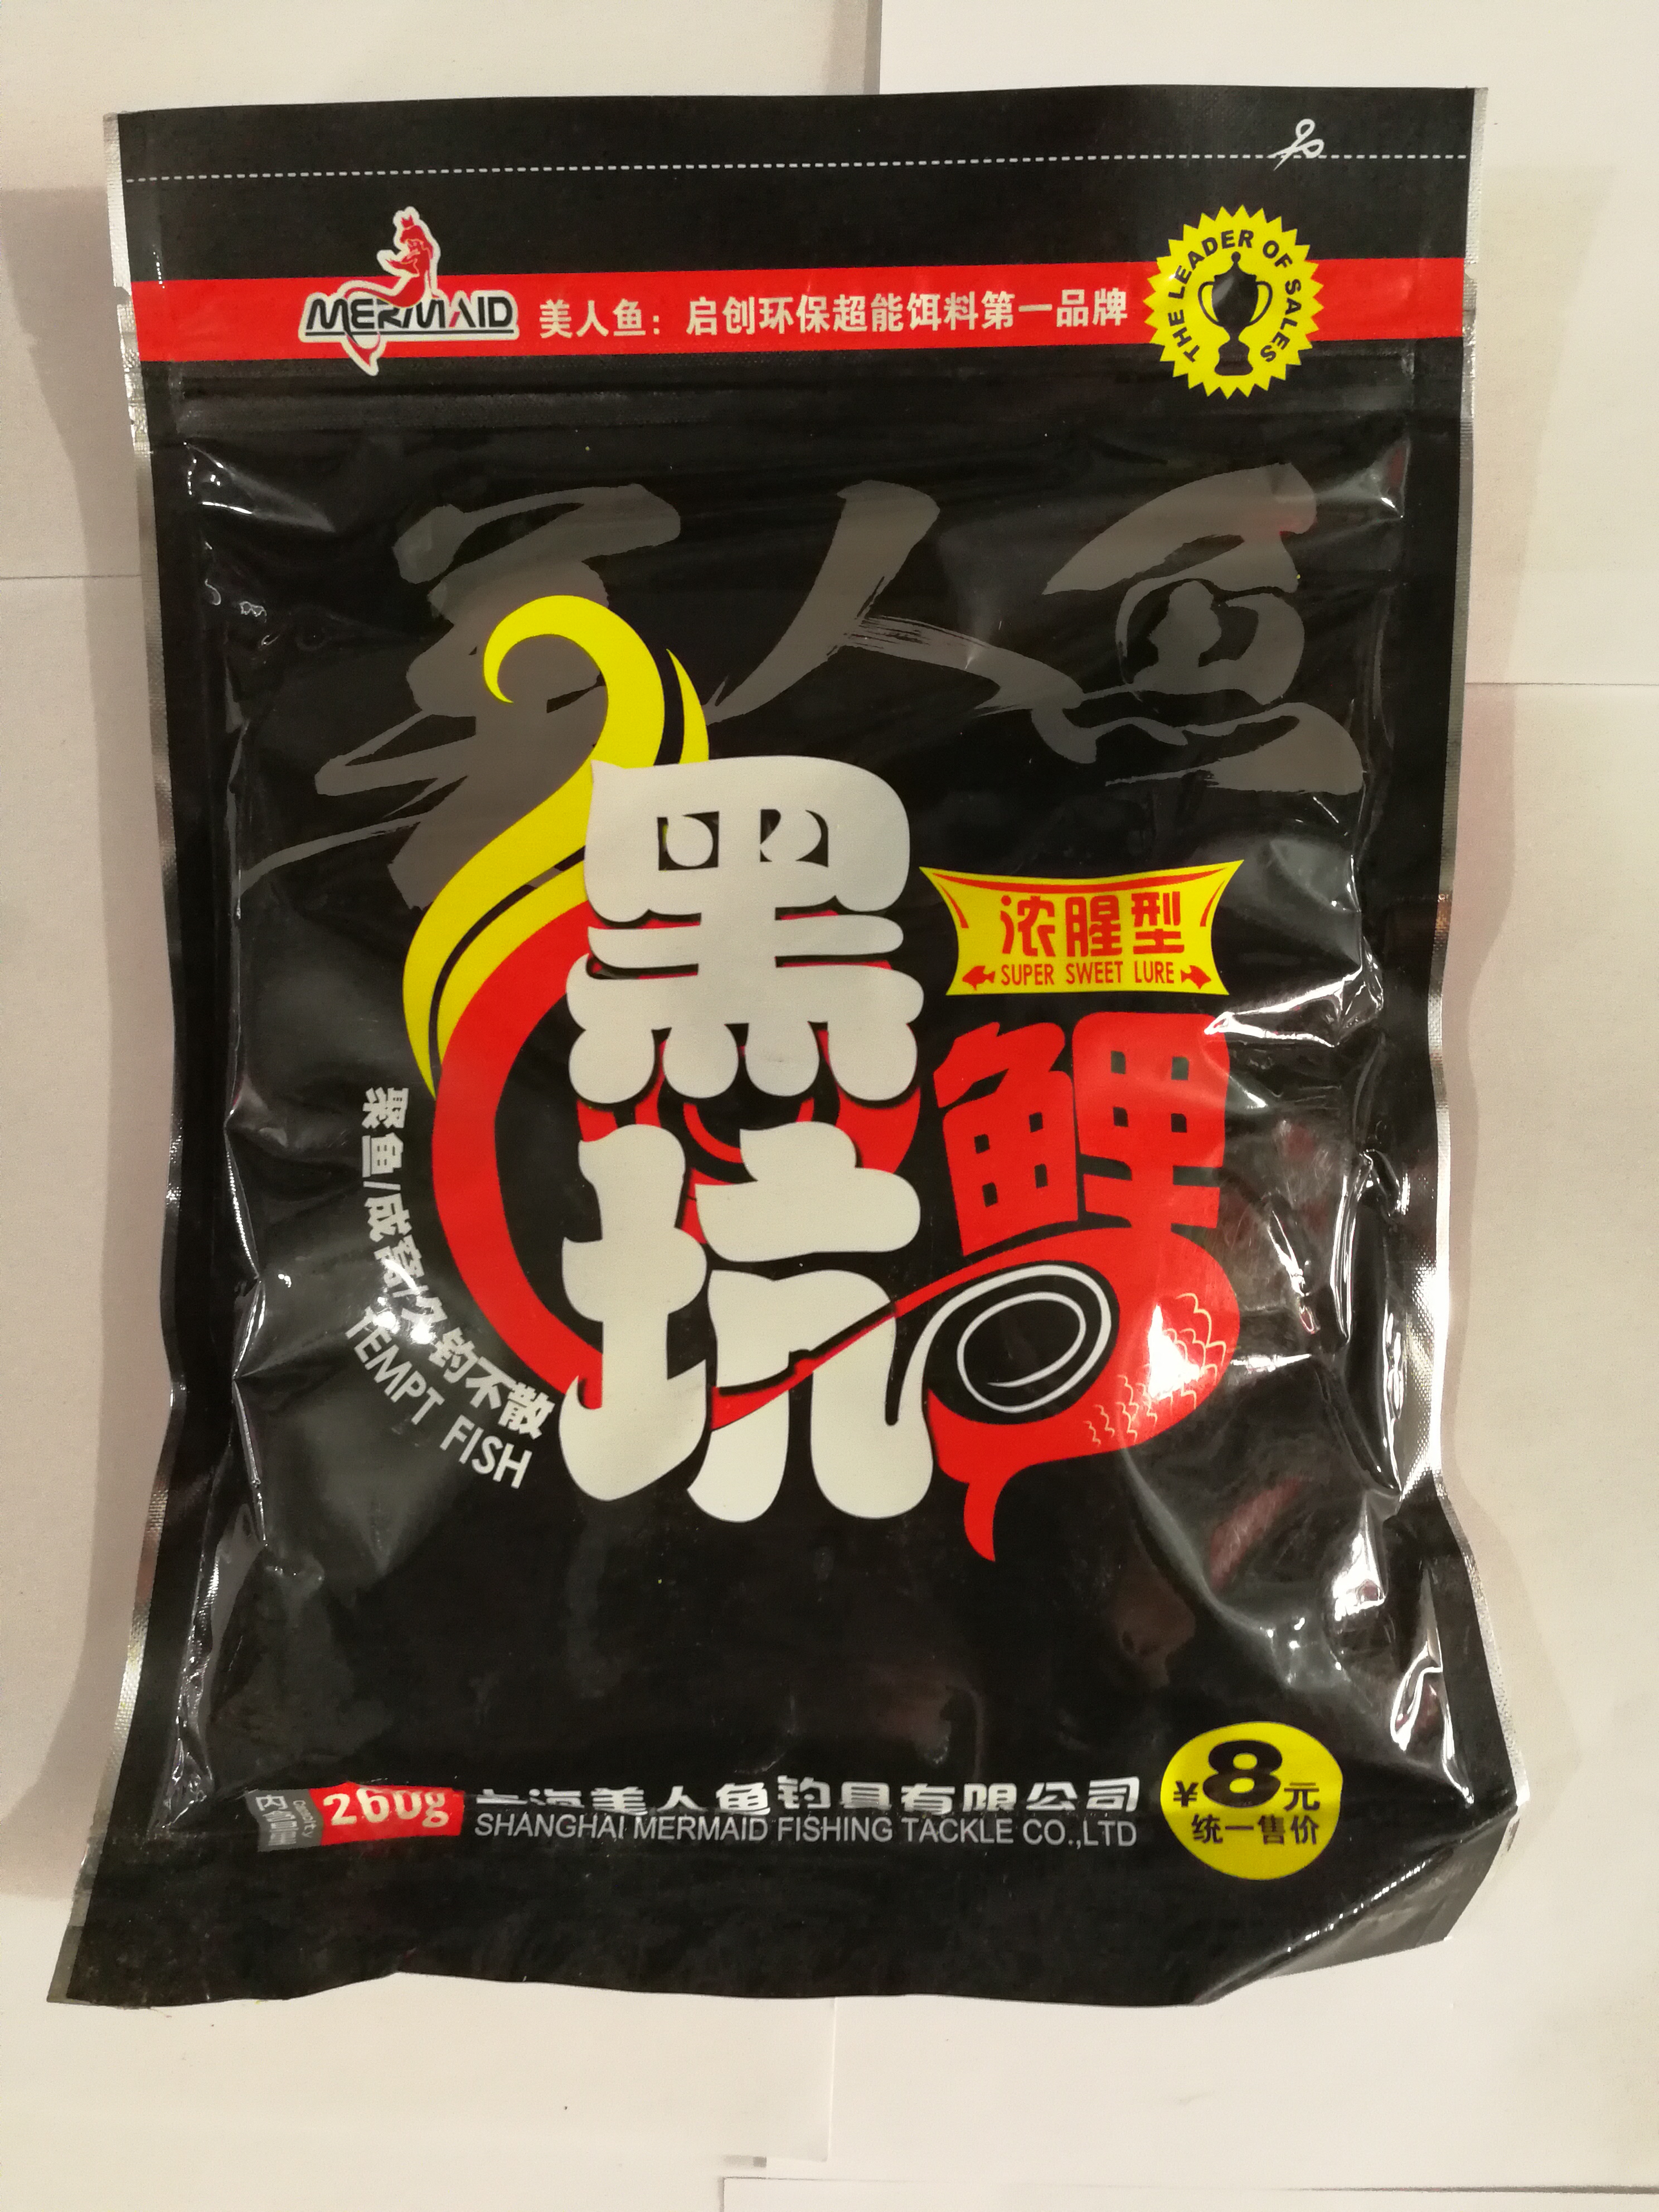 MERMAID
美人鱼：启创环保超能饵料第一品牌
THE LEADER OF SALES
美人鱼
黑坑
浓腥型
SUPER SWEET LURE
鲤
聚鱼/成窝/久钓不散
TEMPT FISH
Capacity
260g
上海美人鱼钓具有限公司
SHANGHAI MERMAID FISHING TACKLE CO.,LTD
¥8元
统一售价